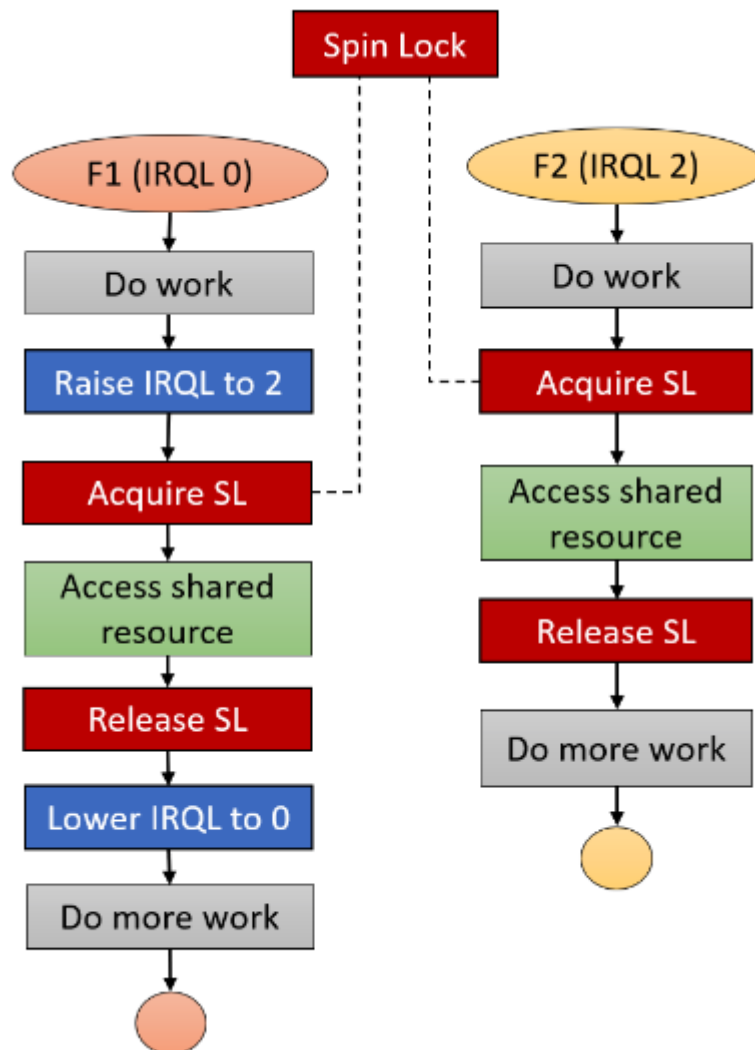 Spin Lock
F1 (IRQL 0)
Do work
Raise IRQL to 2
Acquire SL
Access shared
resource
Release SL
Lower IRQL to 0
Do more work
F2 (IRQL 2)
Do work
Acquire SL
Access shared
resource
Release SL
Do more work